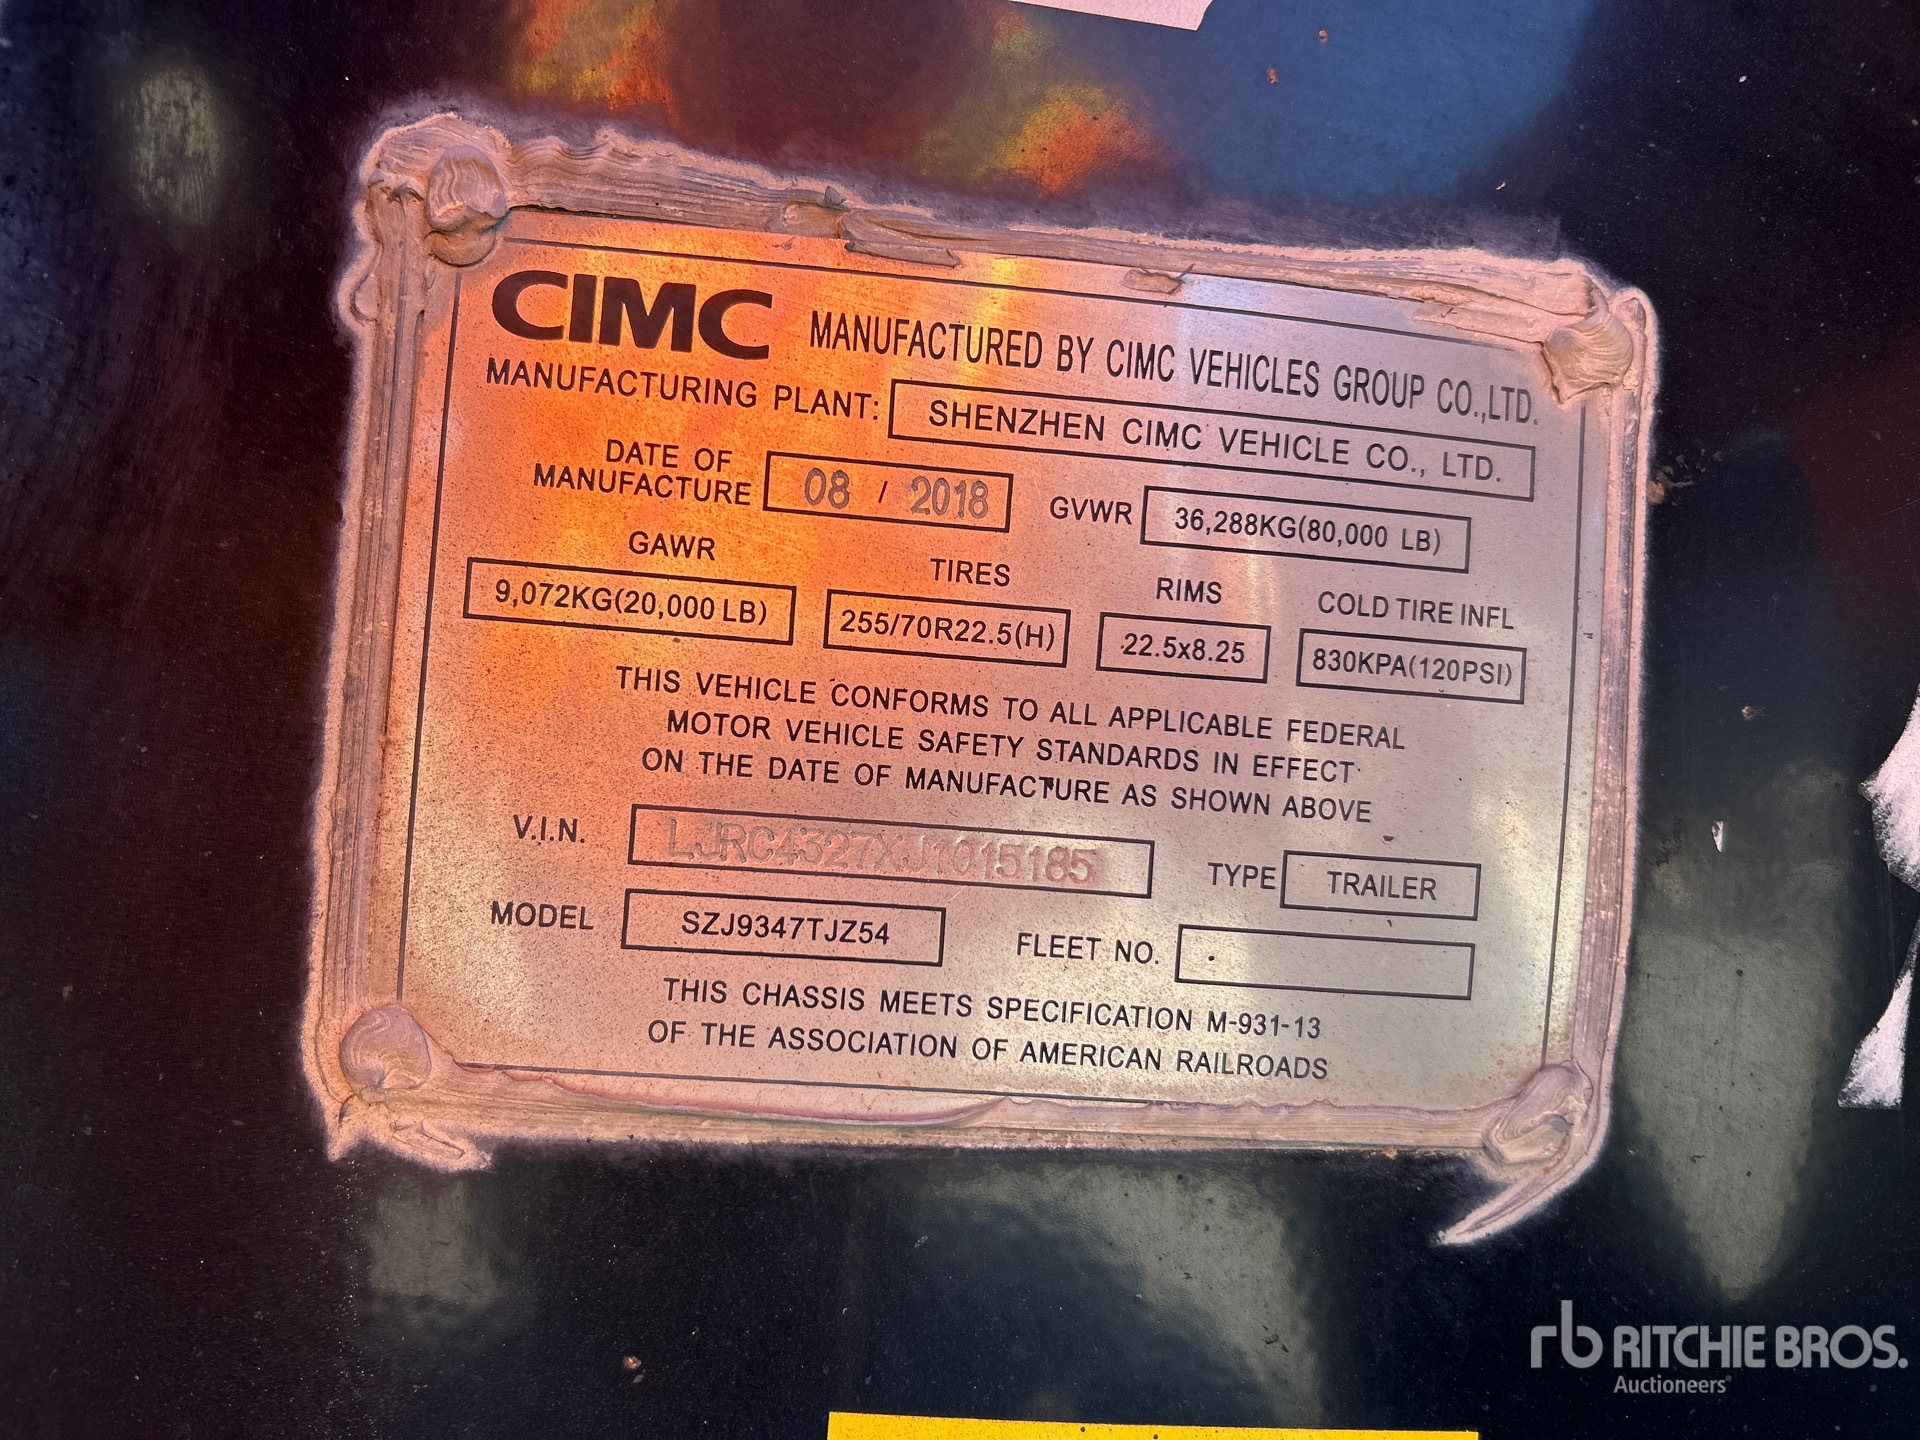 CIMC MANUFACTURED BY CIMC VEHICLES GROUP CO.,LTD.
MANUFACTURING PLANT: SHENZHEN CIMC VEHICLE CO., LTD.
DATE OF
MANUFACTURE 08 / 2018 GVWR 36,288KG(80,000 LB)
GAWR TIRES RIMS COLD TIRE INFL
9,072KG(20,000 LB) 255/70R22.5(H) 22.5x8.25 830KPA(120PSI)
THIS VEHICLE CONFORMS TO ALL APPLICABLE FEDERAL
MOTOR VEHICLE SAFETY STANDARDS IN EFFECT
ON THE DATE OF MANUFACTURE AS SHOWN ABOVE
V.I.N. LJRC4327XJ1015185 TYPE TRAILER
MODEL SZJ9347TJZ54 FLEET NO.
THIS CHASSIS MEETS SPECIFICATION M-931-13
OF THE ASSOCIATION OF AMERICAN RAILROADS
rb RITCHIE BROS.
Auctioneers